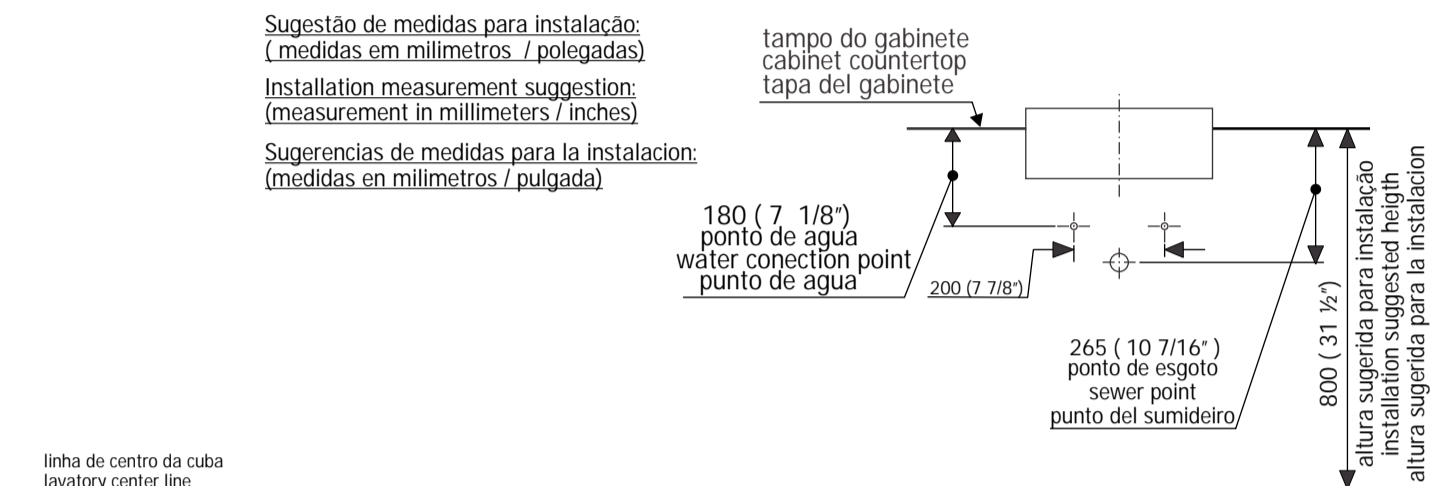 Sugestão de medidas para instalação:
( medidas em milimetros / polegadas)
Installation measurement suggestion:
(measurement in millimeters / inches)
Sugerencias de medidas para la instalacion:
(medidas en milimetros / pulgada)
tampo do gabinete
cabinet countertop
tapa del gabinete
180 ( 7 1/8")
ponto de agua
water conection point
punto de agua
200 (7 7/8")
265 ( 10 7/16" )
ponto de esgoto
sewer point
punto del sumideiro
800 ( 31 ½")
altura sugerida para instalação
installation suggested heigth
altura sugerida para la instalacion
linha de centro da cuba
lavatory center line